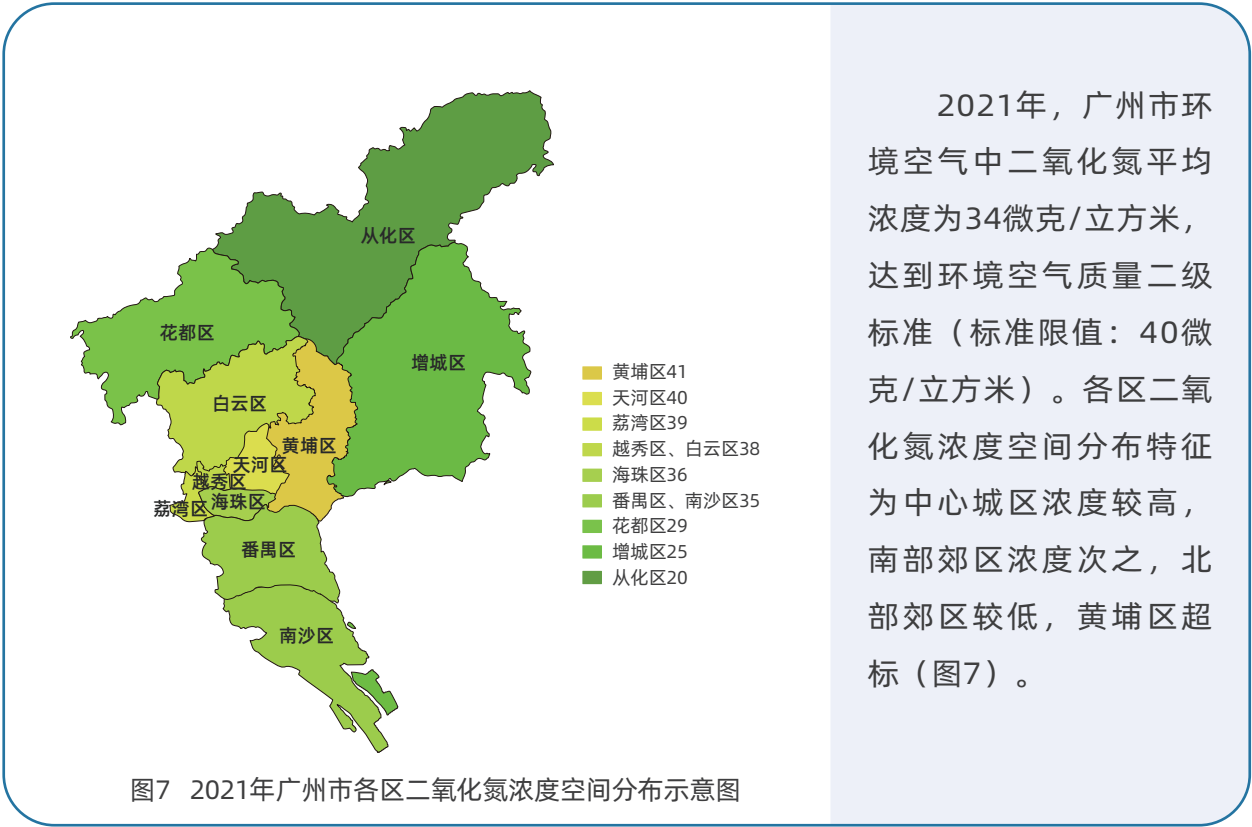 从化区
花都区
增城区
白云区
黄埔区
天河区
越秀区
荔湾区
海珠区
番禺区
南沙区
黄埔区41
天河区40
荔湾区39
越秀区、白云区38
海珠区36
番禺区、南沙区35
花都区29
增城区25
从化区20
图7 2021年广州市各区二氧化氮浓度空间分布示意图
2021年，广州市环
境空气中二氧化氮平均
浓度为34微克/立方米，
达到环境空气质量二级
标准（标准限值：40微
克/立方米）。各区二氧
化氮浓度空间分布特征
为中心城区浓度较高，
南部郊区浓度次之，北
部郊区较低，黄埔区超
标（图7）。